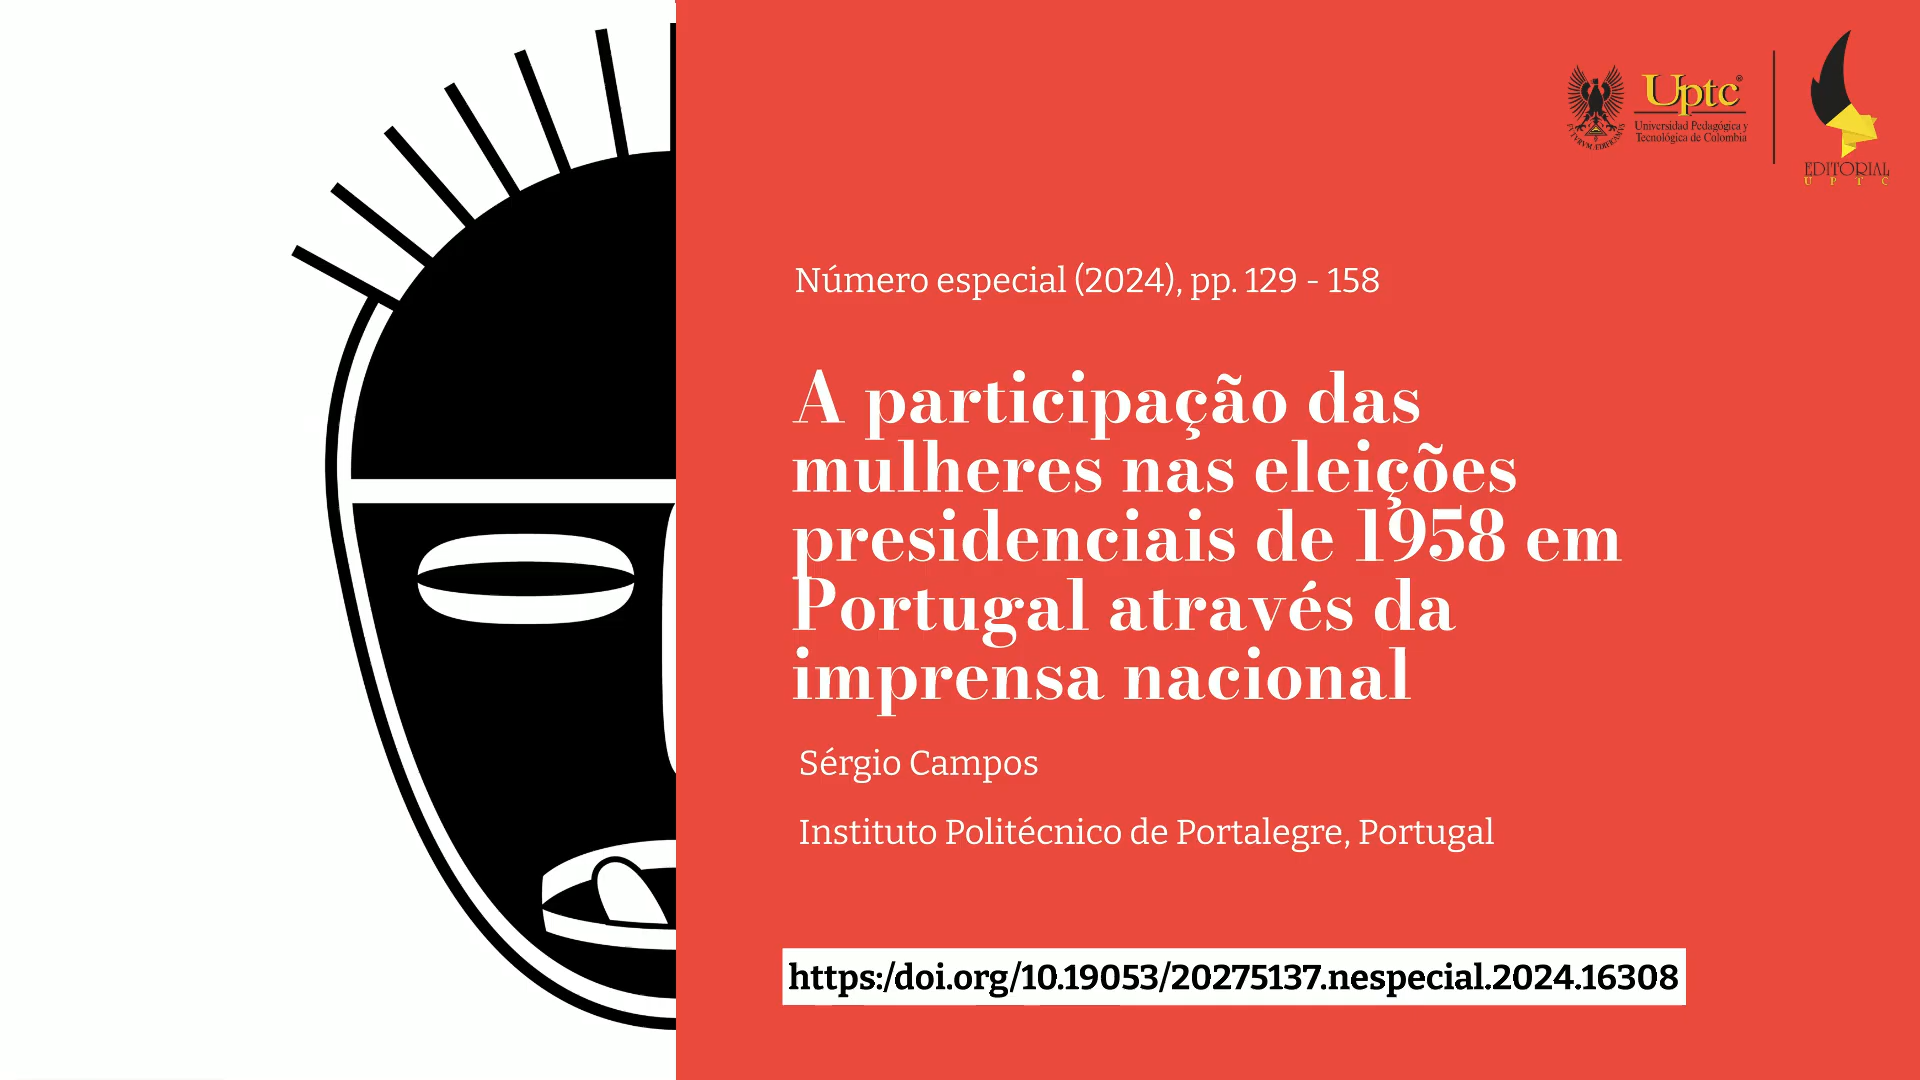 Uptc®
Universidad Pedagógica y
Tecnológica de Colombia
EDITORIAL
U P T C
Número especial (2024), pp. 129 - 158
A participação das
mulheres nas eleições
presidenciais de 1958 em
Portugal através da
imprensa nacional
Sérgio Campos
Instituto Politécnico de Portalegre, Portugal
https:/doi.org/10.19053/20275137.nespecial.2024.16308